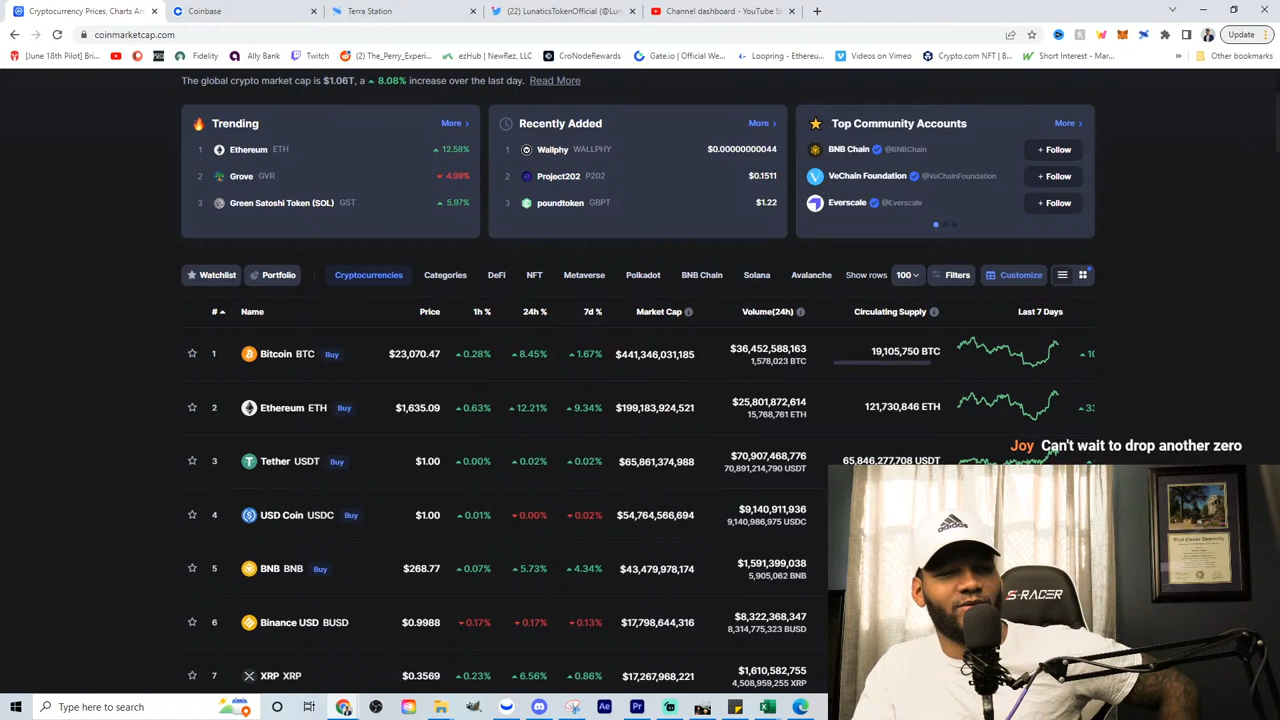 Cryptocurrency Prices, Charts An
Coinbase
Terra Station
(22) LunaticsTokenOfficial (@Lun
Channel dashboard - YouTube St
coinmarketcap.com
Update
[June 18th Pilot] Bri...
Fidelity
Ally Bank
Twitch
(2) The_Perry_Experi...
ezHub | NewRez, LLC
CroNodeRewards
Gate.io | Official We...
Loopring - Ethereu...
Videos on Vimeo
Crypto.com NFT | B...
Short Interest - Mar...
Other bookmarks
The global crypto market cap is $1.06T, a 8.08% increase over the last day. Read More
Trending
More
1 Ethereum ETH 12.58%
2 Grove GVR 4.99%
3 Green Satoshi Token (SOL) GST 5.97%
Recently Added
More
1 Wallphy WALLPHY $0.00000000044
2 Project202 P202 $0.1511
3 poundtoken GBPT $1.22
Top Community Accounts
More
BNB Chain @BNBChain + Follow
VeChain Foundation @VeChainFoundation + Follow
Everscale @Everscale + Follow
Watchlist Portfolio Cryptocurrencies Categories DeFi NFT Metaverse Polkadot BNB Chain Solana Avalanche Show rows 100 Filters Customize
# Name Price 1h % 24h % 7d % Market Cap Volume(24h) Circulating Supply Last 7 Days
1 Bitcoin BTC Buy $23,070.47 0.28% 8.45% 1.67% $441,346,031,185 $36,452,588,163 19,105,750 BTC
1,578,023 BTC
2 Ethereum ETH Buy $1,635.09 0.63% 12.21% 9.34% $199,183,924,521 $25,801,872,614 121,730,846 ETH
15,768,761 ETH
Joy Can't wait to drop another zero
3 Tether USDT Buy $1.00 0.00% 0.02% 0.02% $65,861,374,988 $70,907,468,776 65,846,277,708 USDT
70,891,214,790 USDT
4 USD Coin USDC Buy $1.00 0.01% 0.00% 0.02% $54,764,566,694 $9,140,911,936
9,140,986,975 USDC
5 BNB BNB Buy $268.77 0.07% 5.73% 4.34% $43,479,978,174 $1,591,399,038
5,905,062 BNB
6 Binance USD BUSD $0.9988 0.17% 0.17% 0.13% $17,798,644,316 $8,322,368,347
8,314,775,323 BUSD
7 XRP XRP $0.3569 0.23% 6.56% 0.86% $17,267,968,221 $1,610,582,755
4,508,959,255 XRP
adidas
S-RACER
Type here to search